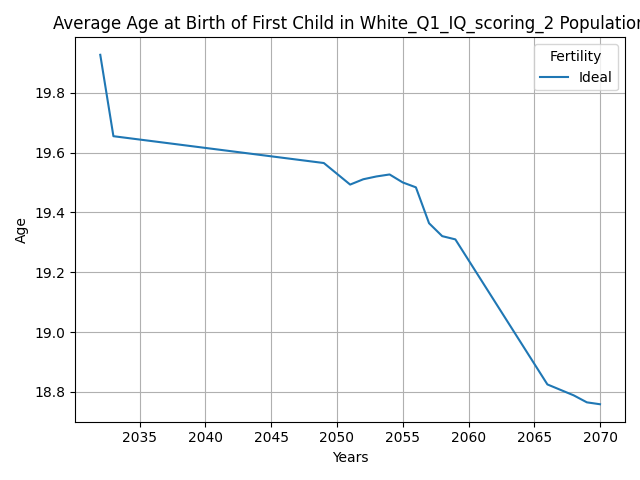 Average Age at Birth of First Child in White_Q1_IQ_scoring_2 Population
Fertility
Ideal
19.8
19.6
19.4
19.2
19.0
18.8
Age
2035 2040 2045 2050 2055 2060 2065 2070
Years